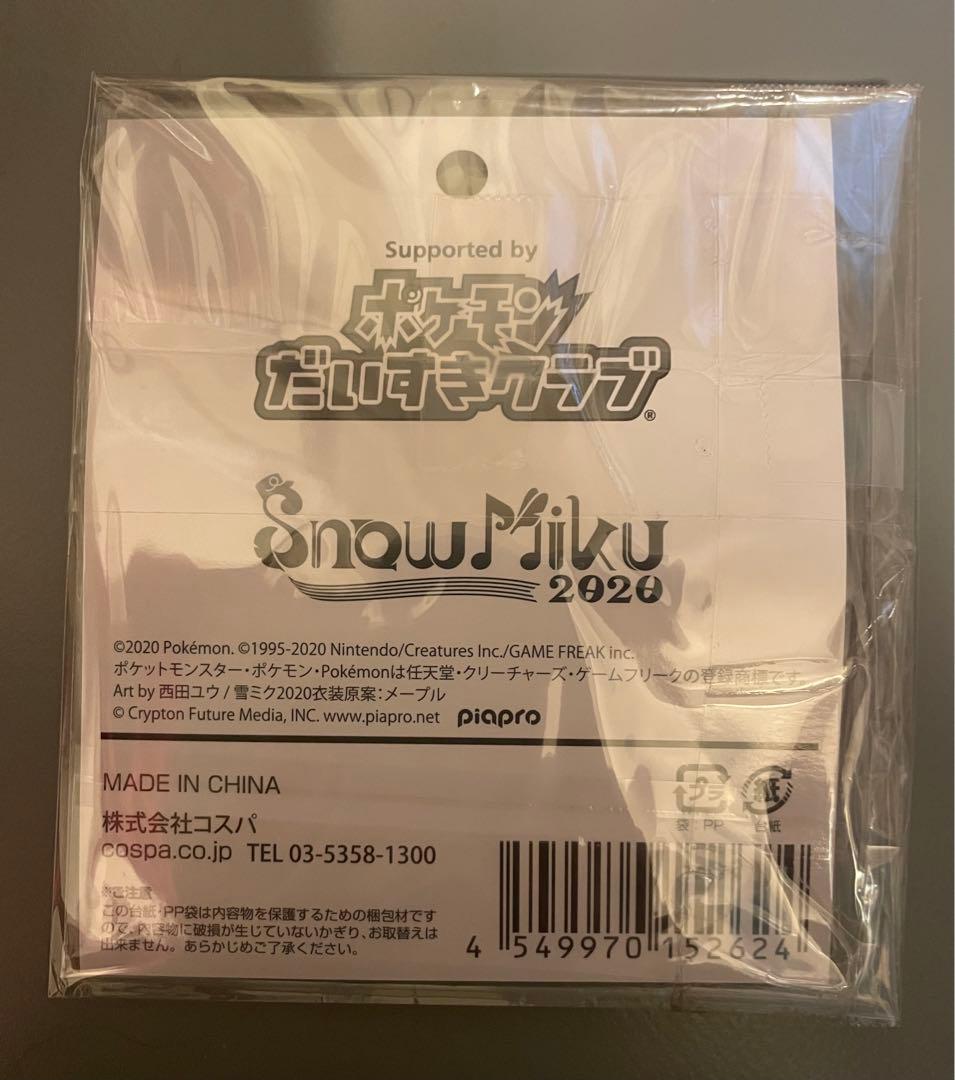 Supported by
ポケモン
だいすきクラブ®
Snow Miku
2020
©2020 Pokémon. ©1995-2020 Nintendo/Creatures Inc./GAME FREAK inc.
ポケットモンスター・ポケモン・Pokémonは任天堂・クリーチャーズ・ゲームフリークの登録商標です。
Art by 西田ユウ / 雪ミク2020衣装原案：メープル
© Crypton Future Media, INC. www.piapro.net piapro
MADE IN CHINA
株式会社コスパ
cospa.co.jp TEL 03-5358-1300
プラ 紙
袋：PP 台紙
※ご注意
この台紙・PP袋は内容物を保護するための梱包材です
ので、内容物に破損が生じていないかぎり、お取替えは
出来ません。あらかじめご了承ください。
4 549970 152624